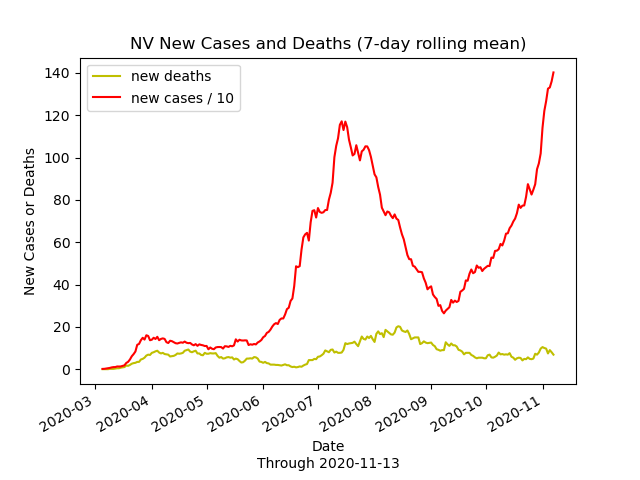 NV New Cases and Deaths (7-day rolling mean)
new deaths
new cases / 10
140
120
100
80
60
40
20
0
New Cases or Deaths
2020-03
2020-04
2020-05
2020-06
2020-07
2020-08
2020-09
2020-10
2020-11
Date
Through 2020-11-13